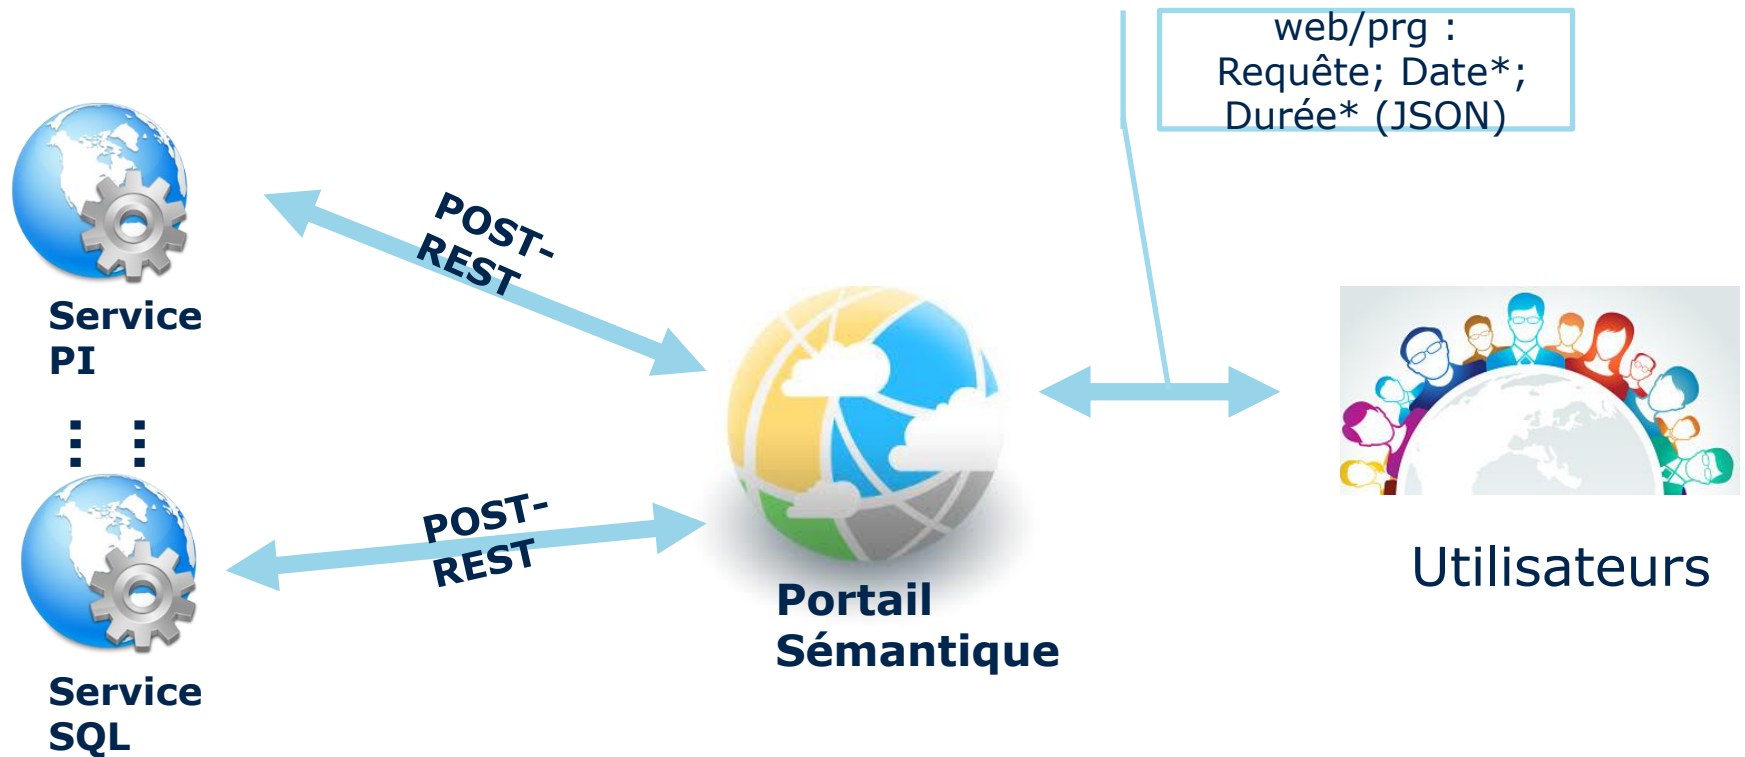 web/prg :
Requête; Date*;
Durée* (JSON)
POST-
REST
Service
PI
POST-
REST
Portail
Sémantique
Utilisateurs
Service
SQL